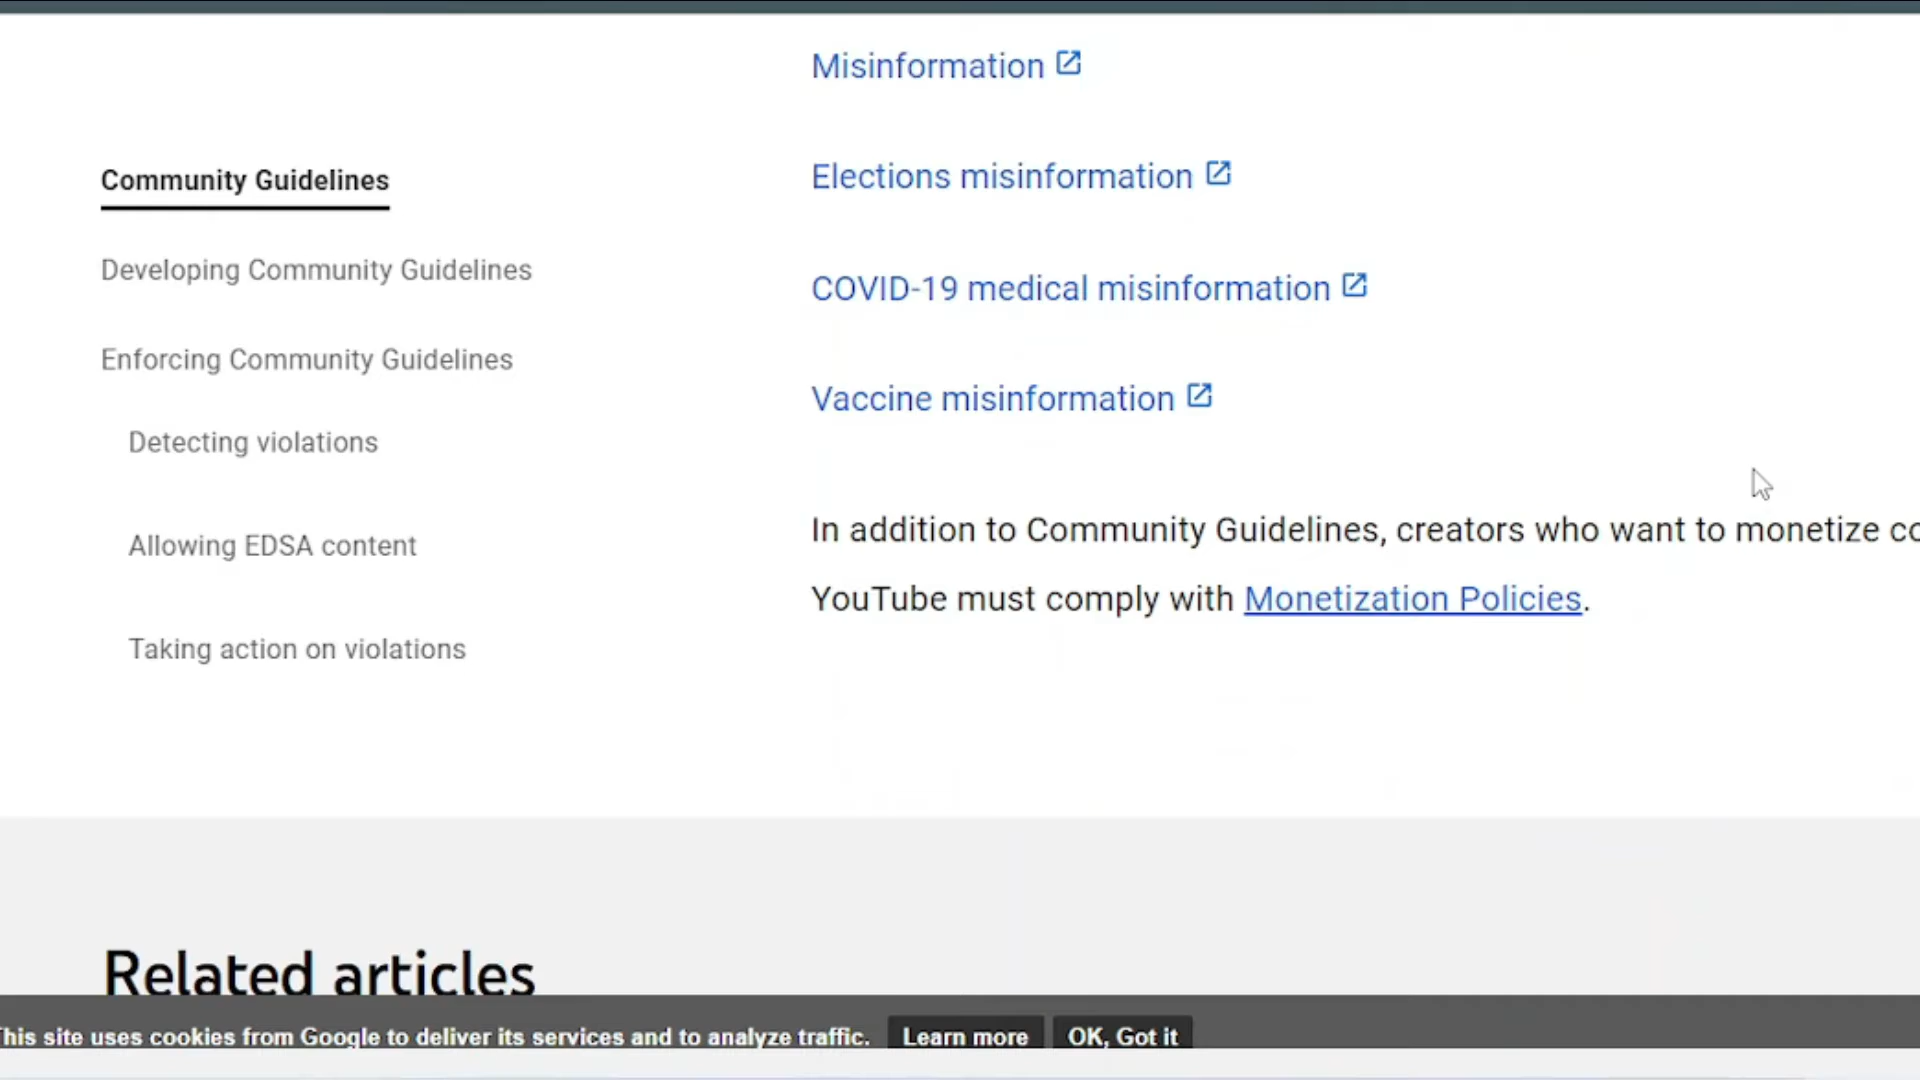 Misinformation
Community Guidelines
Elections misinformation
Developing Community Guidelines
COVID-19 medical misinformation
Enforcing Community Guidelines
Vaccine misinformation
Detecting violations
Allowing EDSA content
In addition to Community Guidelines, creators who want to monetize
YouTube must comply with Monetization Policies.
Taking action on violations
Related articles
his site uses cookies from Google to deliver its services and to analyze traffic. Learn more OK, Got it